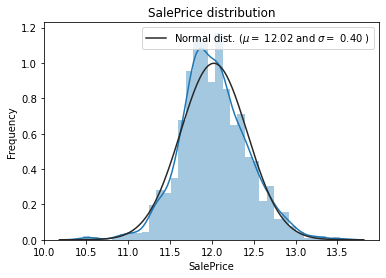 SalePrice distribution
Normal dist. (μ = 12.02 and σ = 0.40 )
Frequency
1.2
1.0
0.8
0.6
0.4
0.2
0.0
10.0 10.5 11.0 11.5 12.0 12.5 13.0 13.5
SalePrice